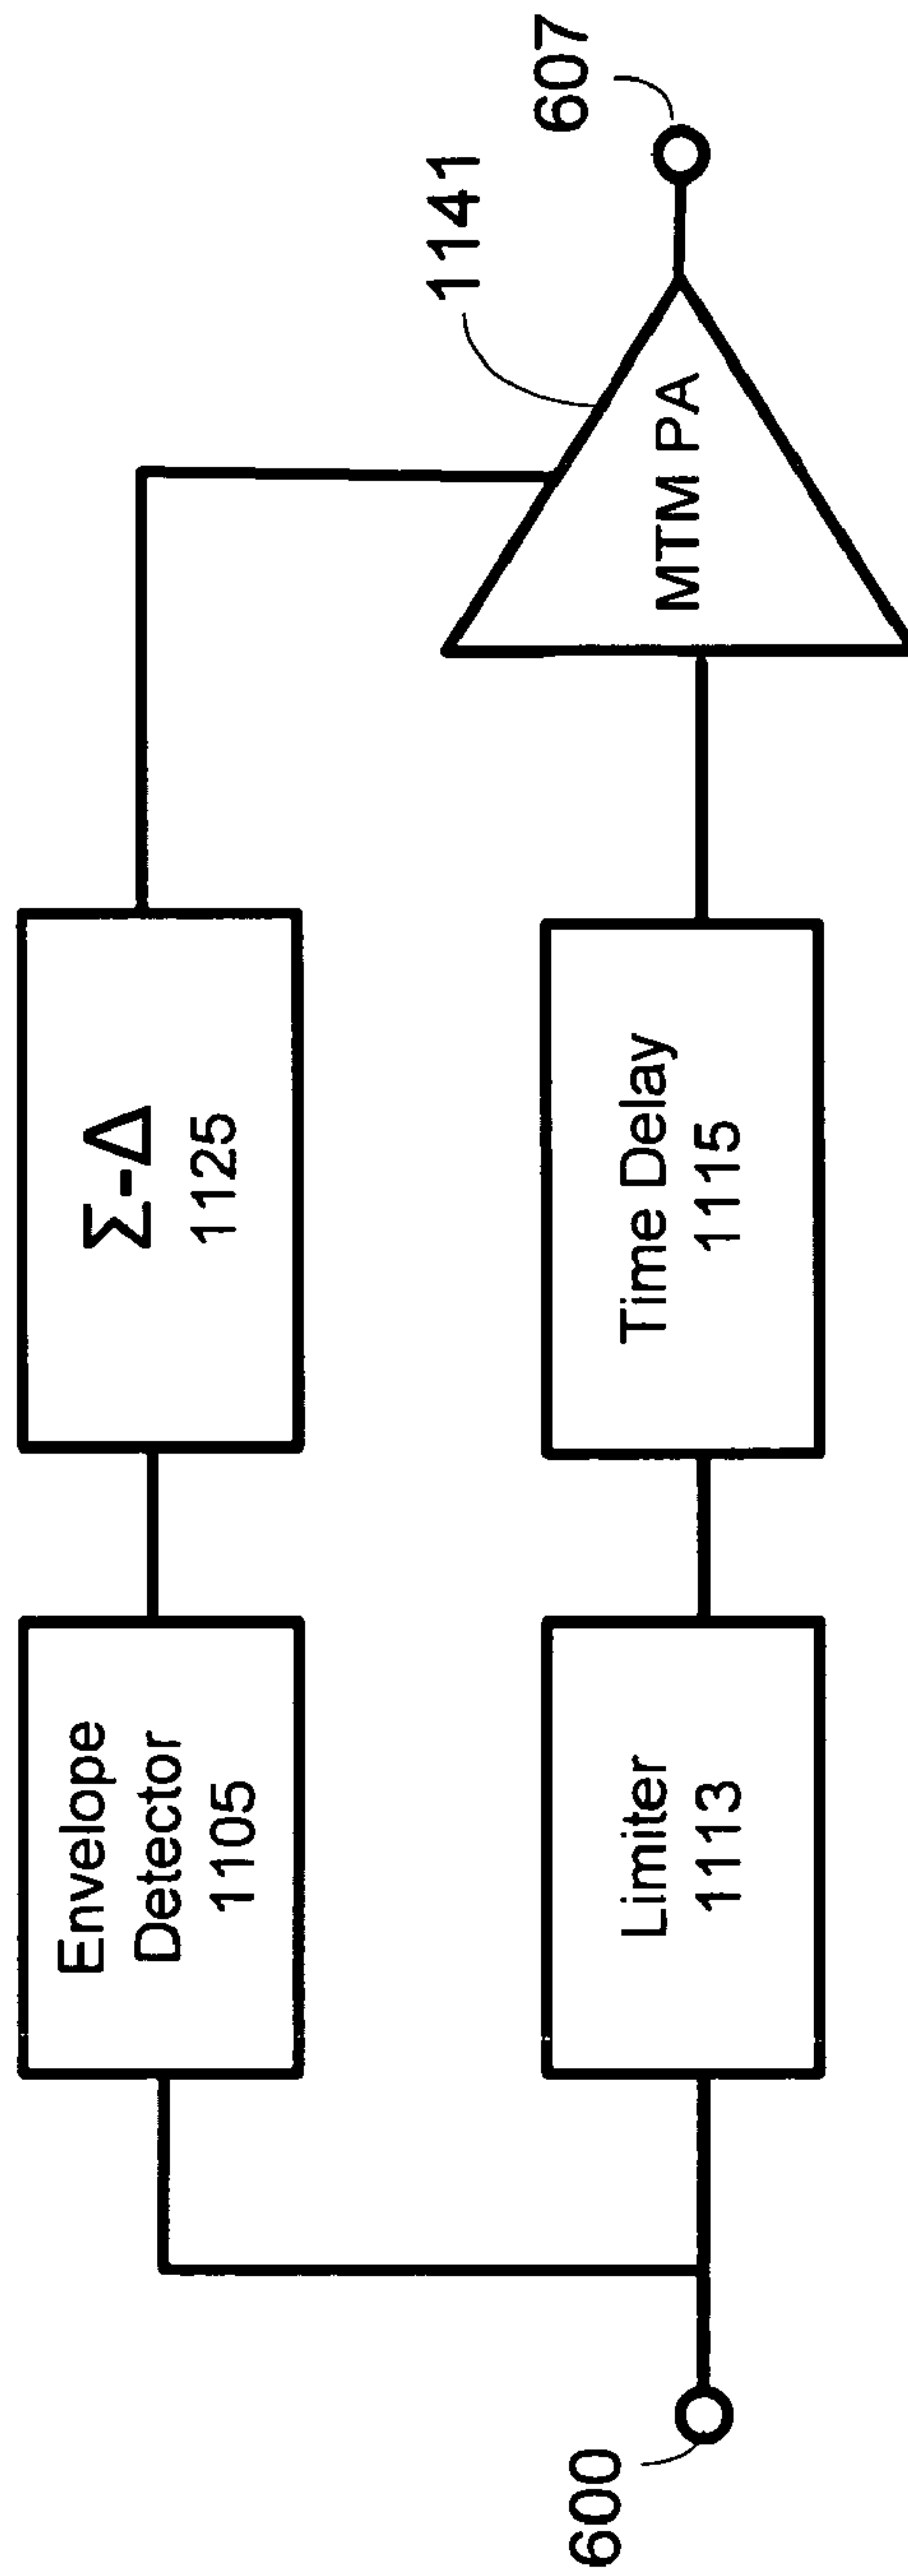 Envelope
Detector
1105
Σ-Δ
1125
1141
607
MTM PA
600
Limiter
1113
Time Delay
1115